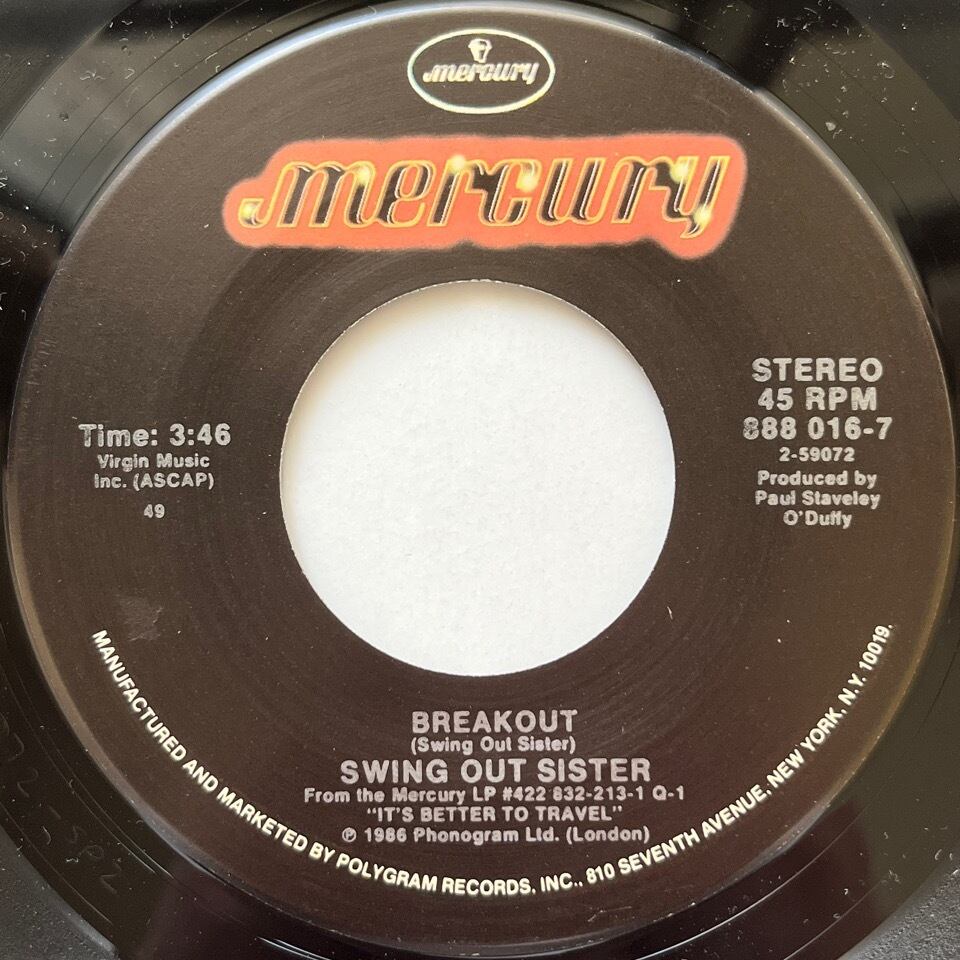 mercury
mercury
STEREO
45 RPM
888 016-7
2-59072
Produced by
Paul Staveley
O'Duffy
Time: 3:46
Virgin Music
Inc. (ASCAP)
49
BREAKOUT
(Swing Out Sister)
SWING OUT SISTER
From the Mercury LP #422 832-213-1 Q-1
"IT'S BETTER TO TRAVEL"
℗ 1986 Phonogram Ltd. (London)
MANUFACTURED AND MARKETED BY POLYGRAM RECORDS, INC., 810 SEVENTH AVENUE, NEW YORK, N.Y. 10019.